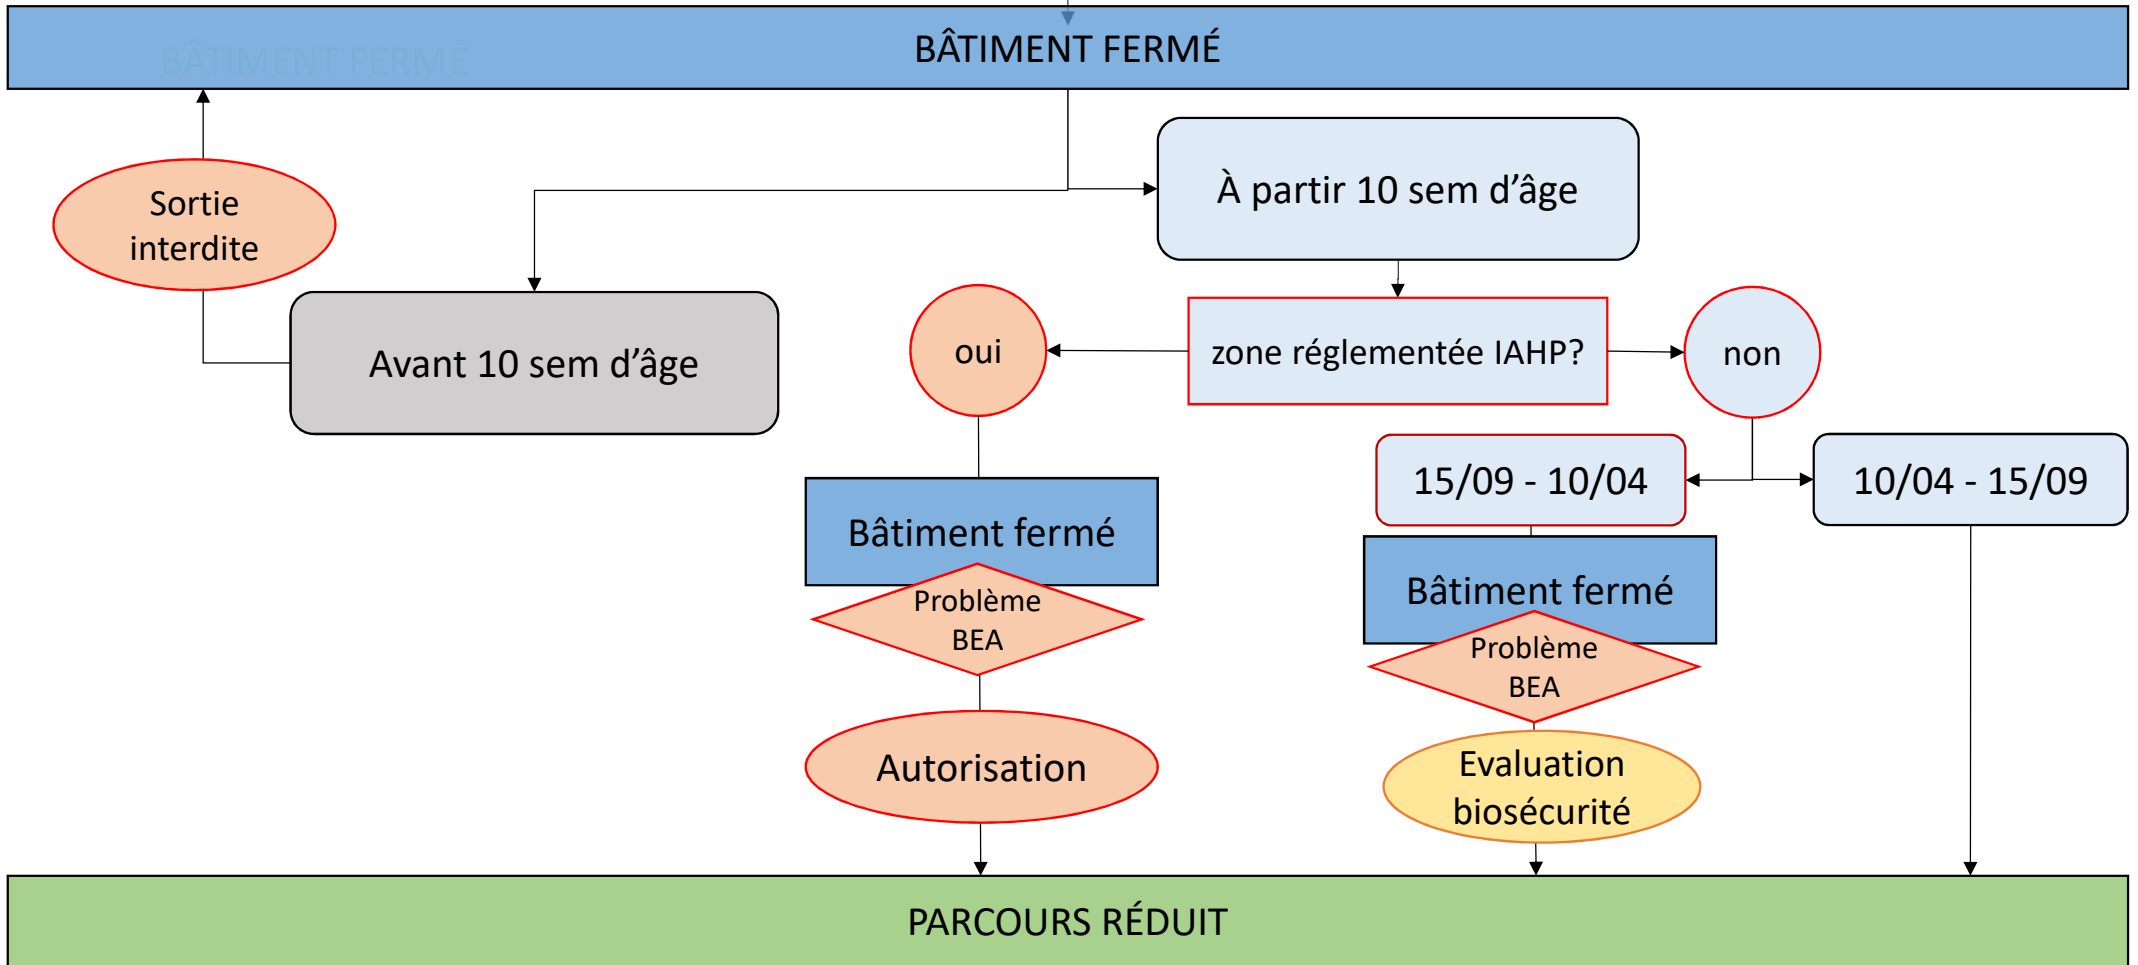 BÂTIMENT FERMÉ
BÂTIMENT FERMÉ
À partir 10 sem d’âge
Sortie
interdite
Avant 10 sem d’âge
oui
zone réglementée IAHP?
non
15/09 - 10/04
10/04 - 15/09
Bâtiment fermé
Problème
BEA
Bâtiment fermé
Problème
BEA
Autorisation
Evaluation
biosécurité
PARCOURS RÉDUIT